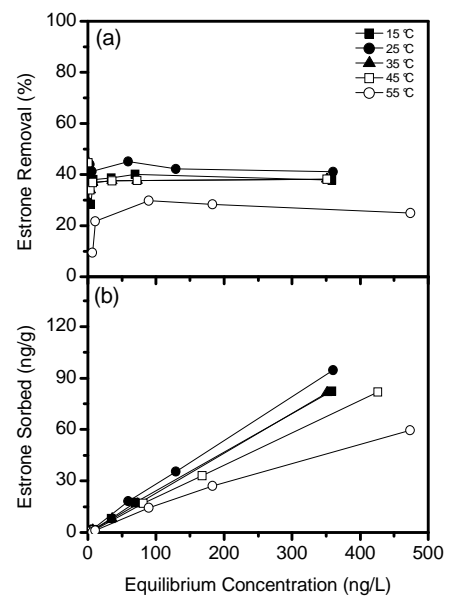 (a)
15 ℃
25 ℃
35 ℃
45 ℃
55 ℃
Estrone Removal (%)
100
80
60
40
20
0
(b)
Estrone Sorbed (ng/g)
120
90
60
30
0
0 100 200 300 400 500
Equilibrium Concentration (ng/L)